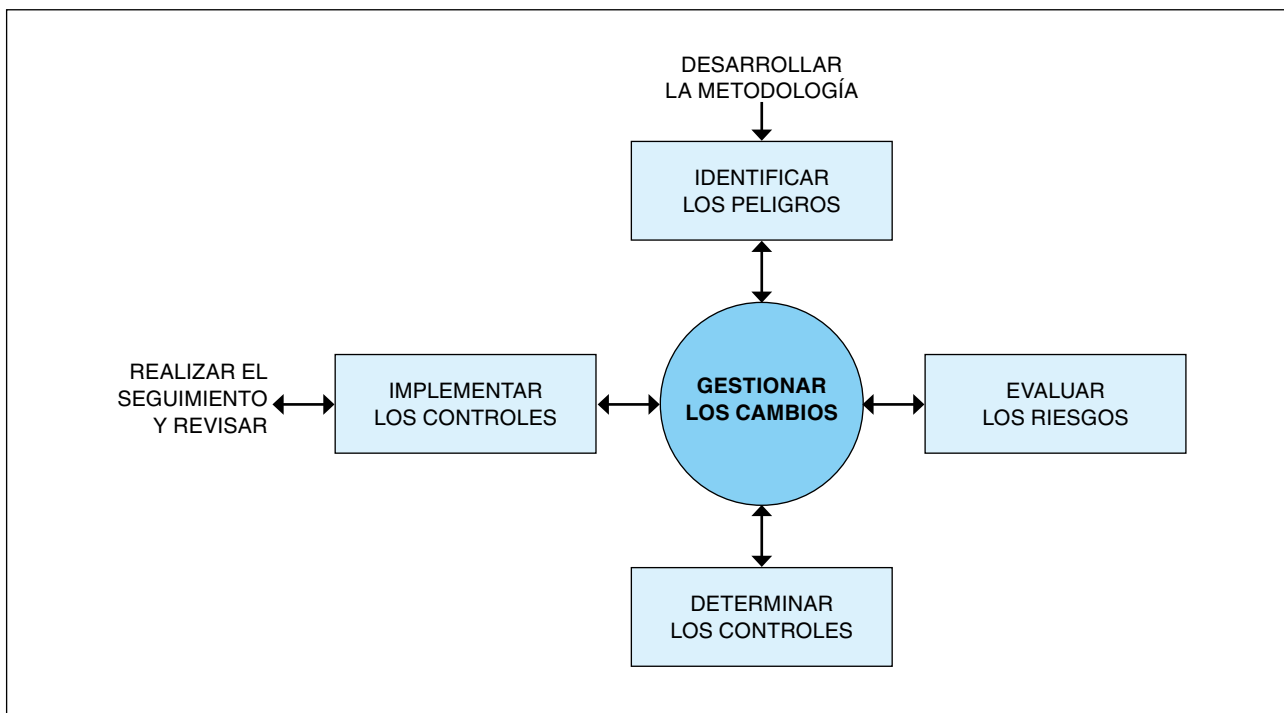 DESARROLLAR
LA METODOLOGÍA
IDENTIFICAR
LOS PELIGROS
REALIZAR EL
SEGUIMIENTO
Y REVISAR
IMPLEMENTAR
LOS CONTROLES
GESTIONAR
LOS CAMBIOS
EVALUAR
LOS RIESGOS
DETERMINAR
LOS CONTROLES